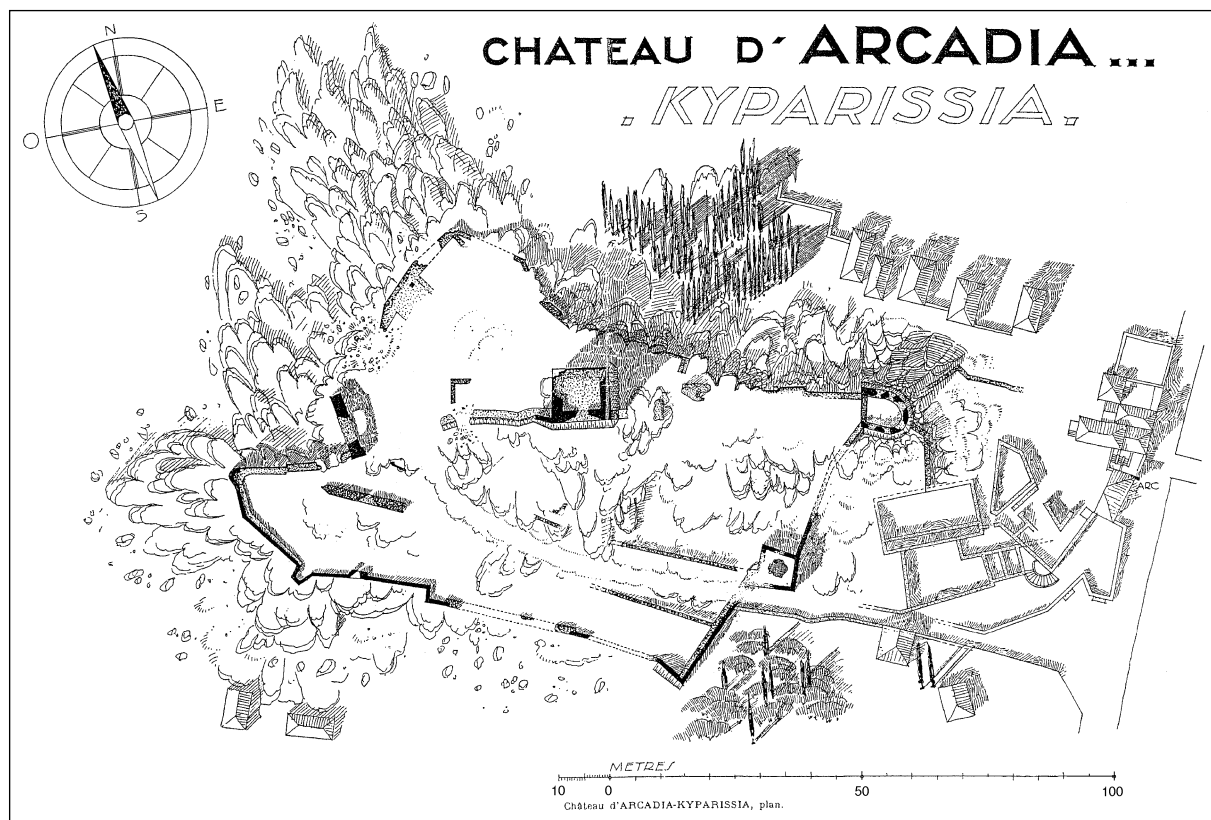 CHATEAU D´ARCADIA...
.KYPARISSIA.
N
E
O
S
ARC
METRES
10 0 50 100
Château d'ARCADIA-KYPARISSIA, plan.